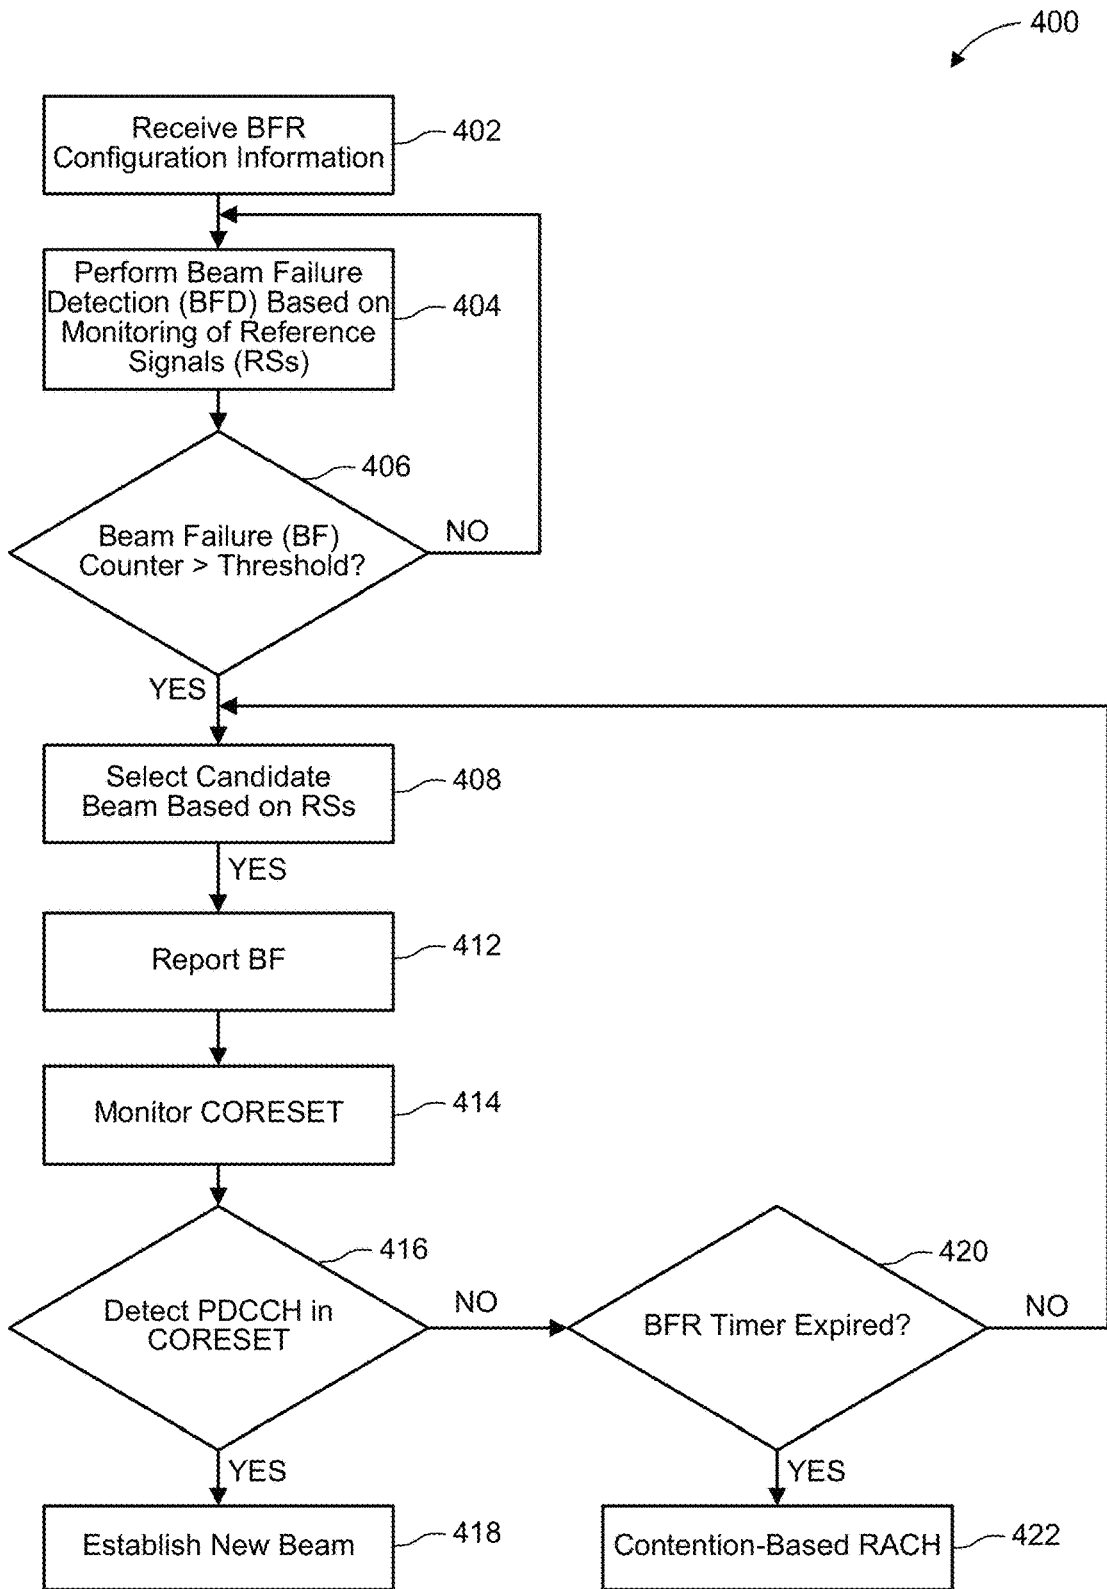 400
Receive BFR
Configuration Information
402
Perform Beam Failure
Detection (BFD) Based on
Monitoring of Reference
Signals (RSs)
404
406
Beam Failure (BF)
Counter > Threshold?
NO
YES
Select Candidate
Beam Based on RSs
408
YES
Report BF
412
Monitor CORESET
414
416
Detect PDCCH in
CORESET
NO
420
BFR Timer Expired?
NO
YES
YES
Establish New Beam
418
Contention-Based RACH
422